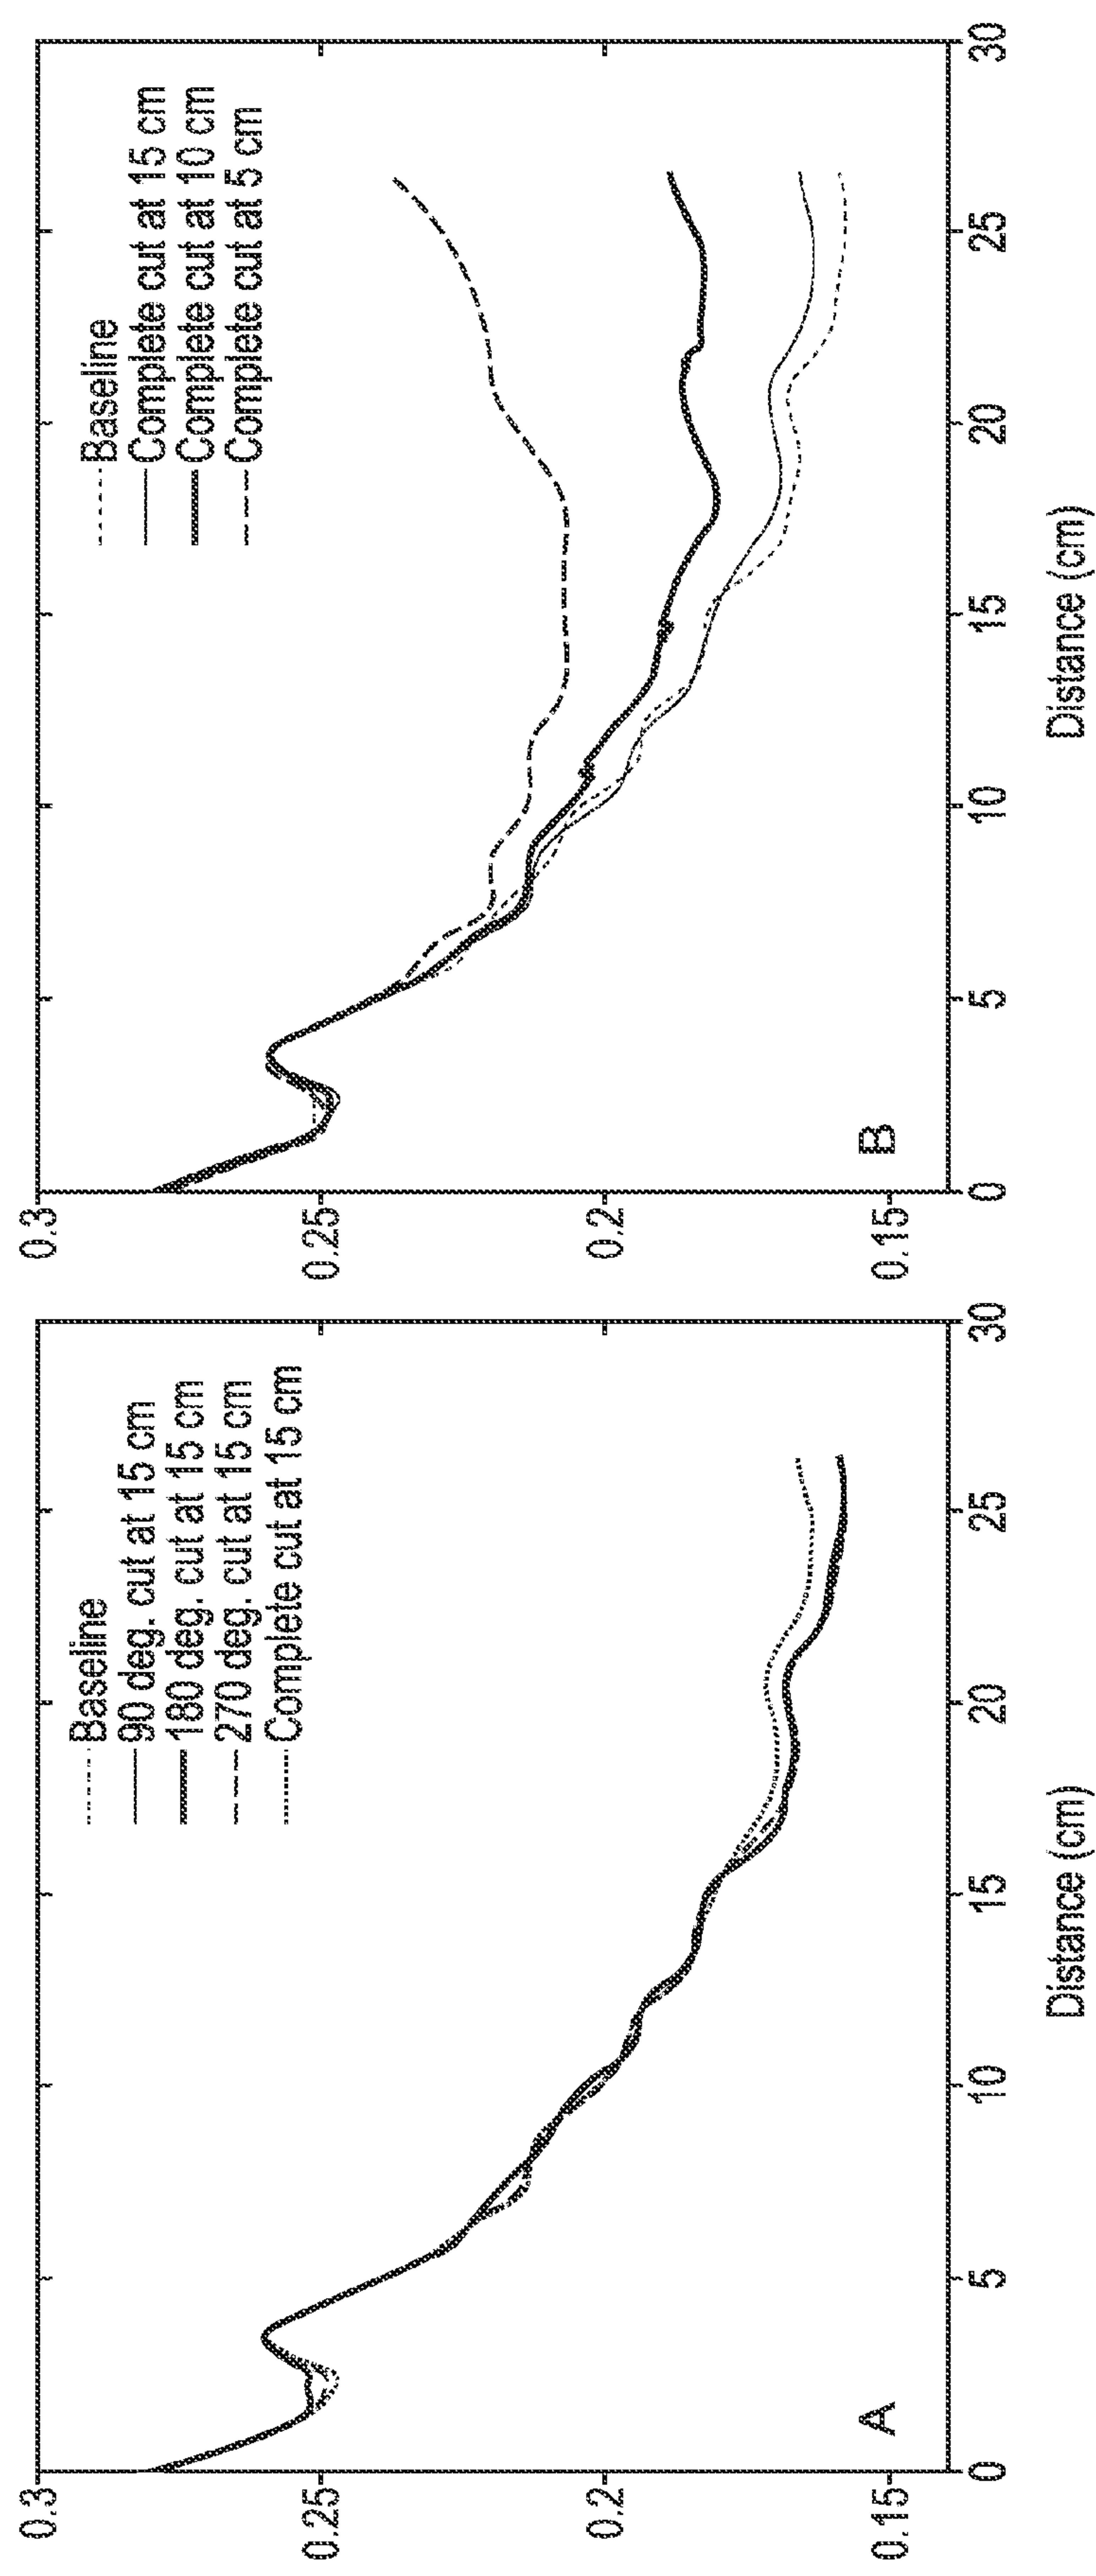 0.3
0.25
0.2
0.15
0
5
10
15
20
25
30
Distance (cm)
A
Baseline
90 deg. cut at 15 cm
180 deg. cut at 15 cm
270 deg. cut at 15 cm
Complete cut at 15 cm
0.3
0.25
0.2
0.15
0
5
10
15
20
25
30
Distance (cm)
B
Baseline
Complete cut at 15 cm
Complete cut at 10 cm
Complete cut at 5 cm